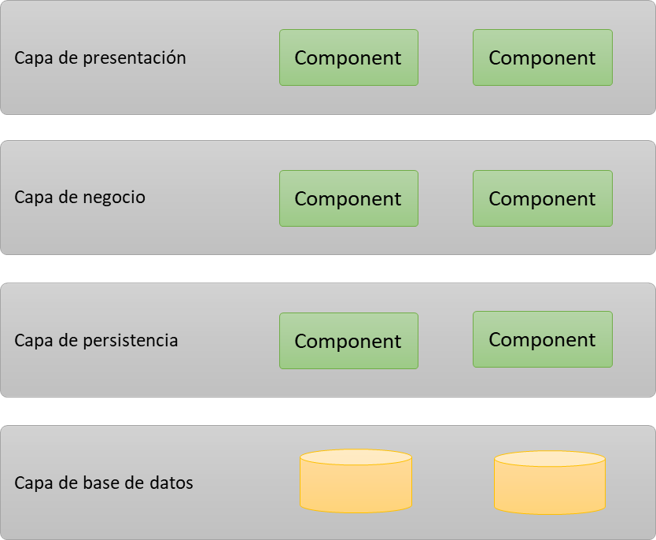 Capa de presentación
Component
Component
Capa de negocio
Component
Component
Capa de persistencia
Component
Component
Capa de base de datos